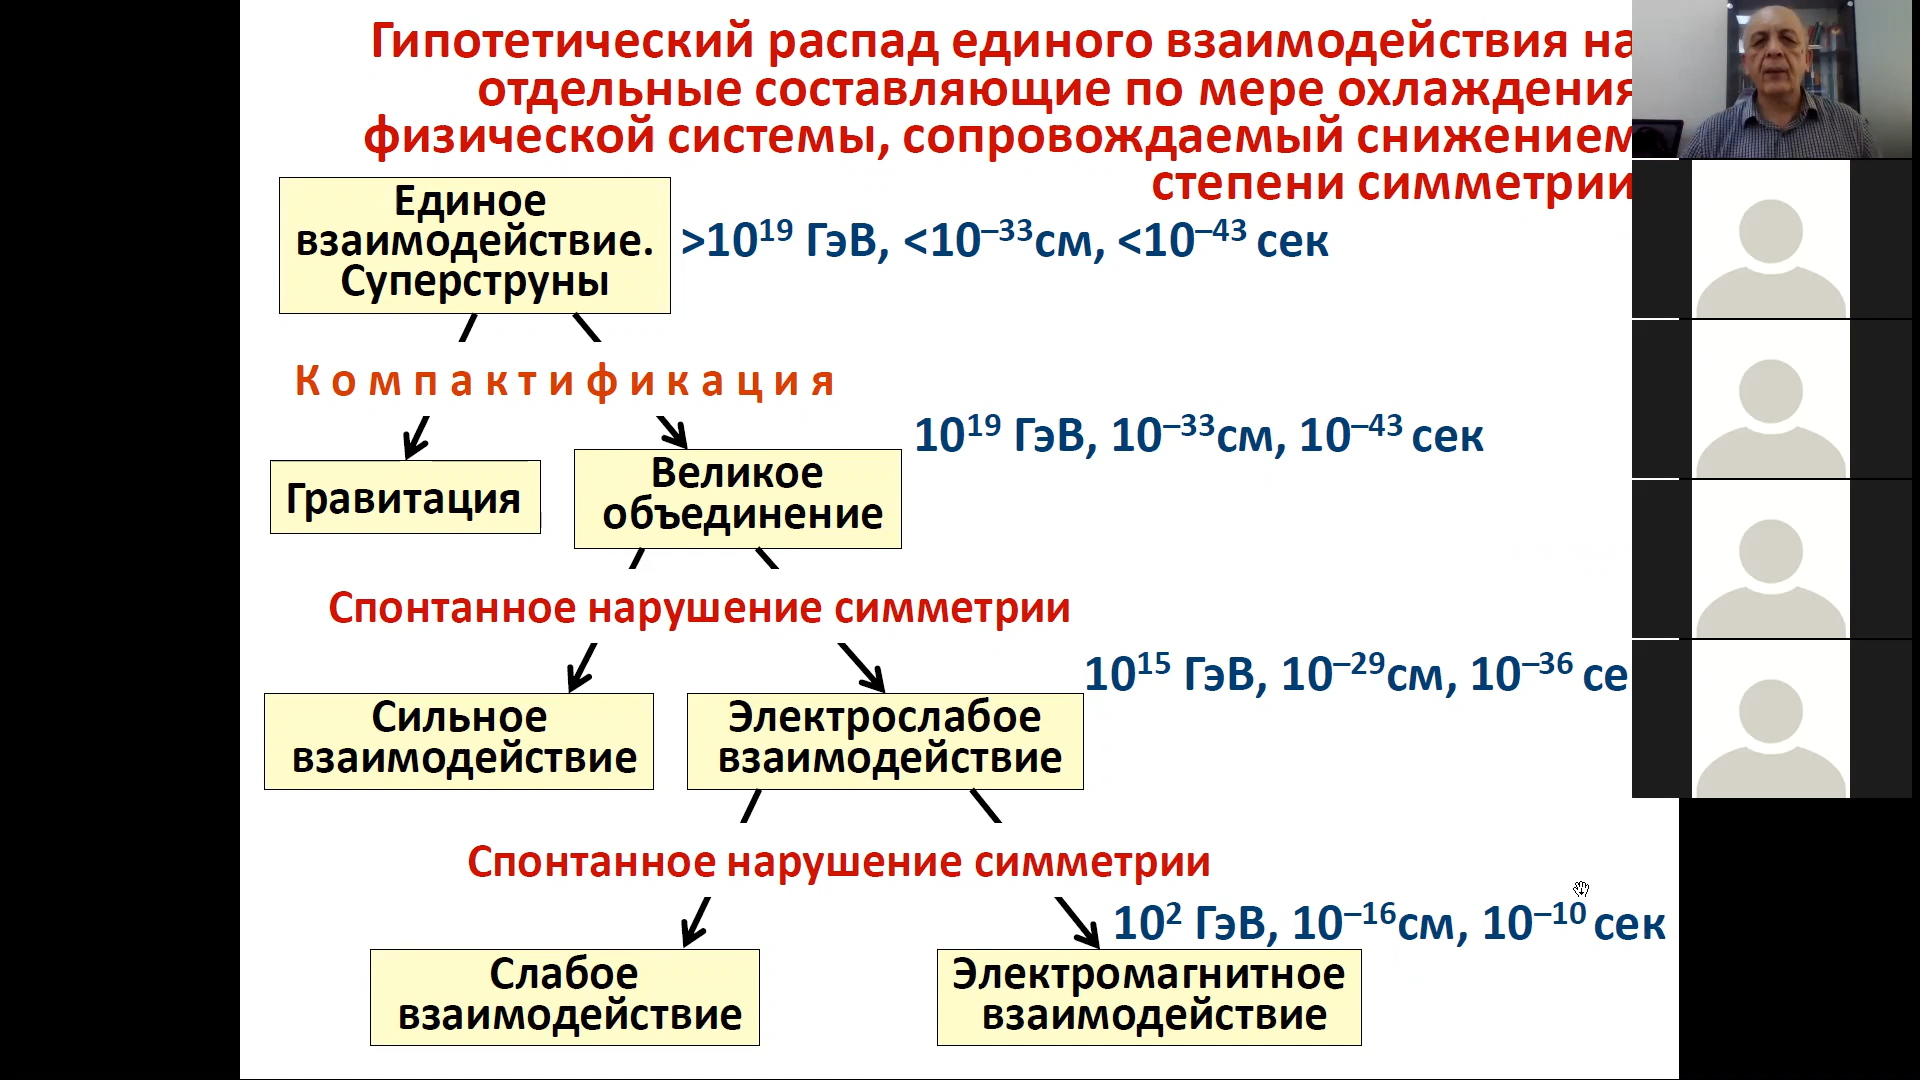 Гипотетический распад единого взаимодействия на
отдельные составляющие по мере охлаждения
физической системы, сопровождаемый снижением
степени симметрии
Единое
взаимодействие.
Суперструны
>10¹⁹ ГэВ, <10⁻³³см, <10⁻⁴³ сек
Компактификация
10¹⁹ ГэВ, 10⁻³³см, 10⁻⁴³ сек
Гравитация
Великое
объединение
Спонтанное нарушение симметрии
10¹⁵ ГэВ, 10⁻²⁹см, 10⁻³⁶ се
Сильное
взаимодействие
Электрослабое
взаимодействие
Спонтанное нарушение симметрии
10² ГэВ, 10⁻¹⁶см, 10⁻¹⁰ сек
Слабое
взаимодействие
Электромагнитное
взаимодействие